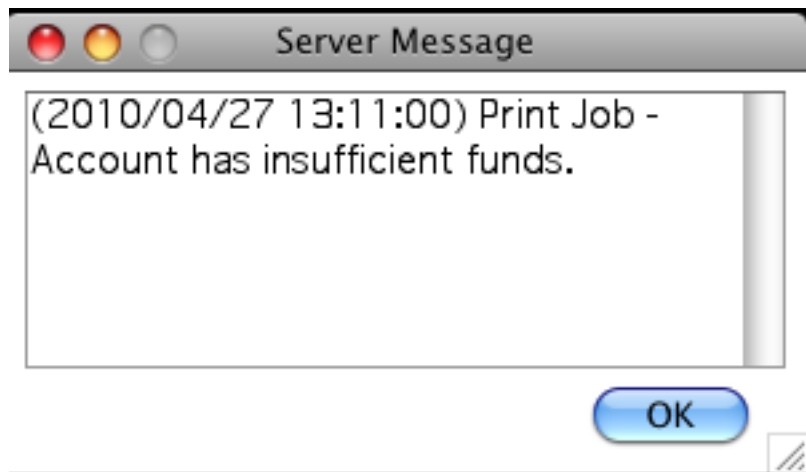 Server Message
(2010/04/27 13:11:00) Print Job -
Account has insufficient funds.
OK